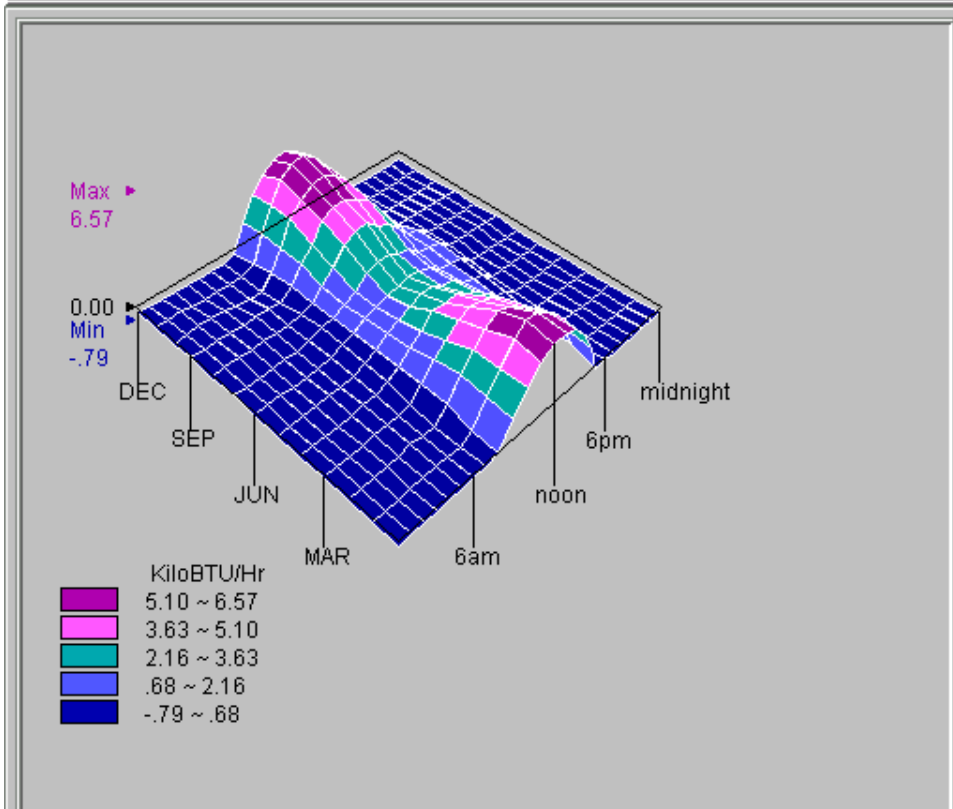 Max
6.57
0.00
Min
-.79
DEC
SEP
JUN
MAR
6am
noon
6pm
midnight
KiloBTU/Hr
5.10 ~ 6.57
3.63 ~ 5.10
2.16 ~ 3.63
.68 ~ 2.16
-.79 ~ .68